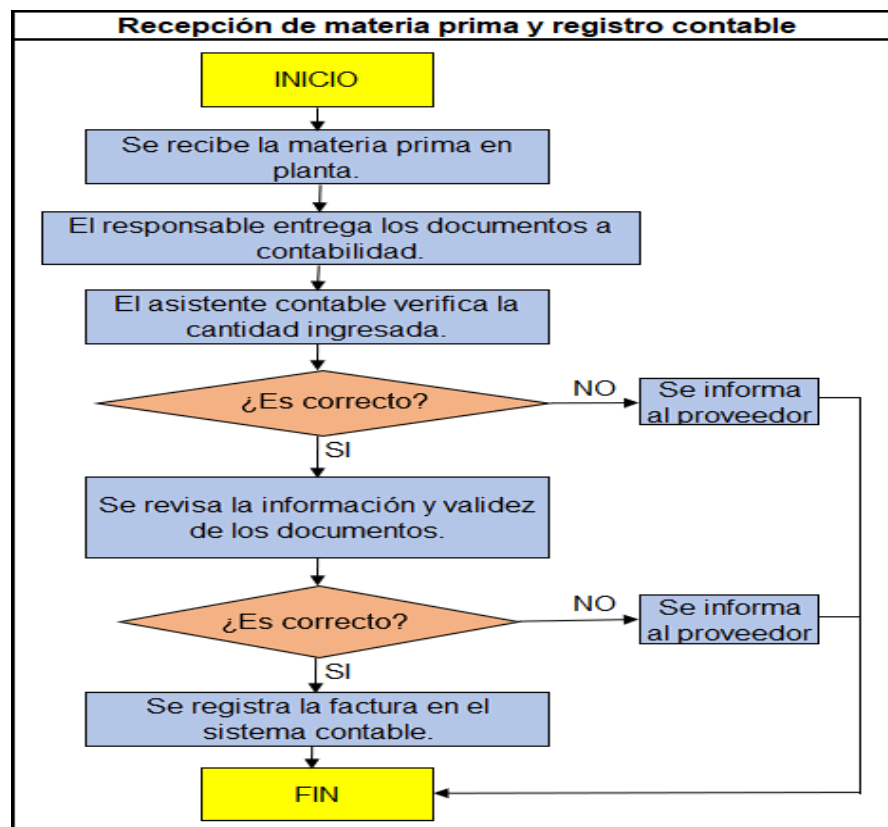 Recepción de materia prima y registro contable
INICIO
Se recibe la materia prima en
planta.
El responsable entrega los documentos a
contabilidad.
El asistente contable verifica la
cantidad ingresada.
¿Es correcto?
NO
Se informa
al proveedor
SI
Se revisa la información y validez
de los documentos.
¿Es correcto?
NO
Se informa
al proveedor
SI
Se registra la factura en el
sistema contable.
FIN